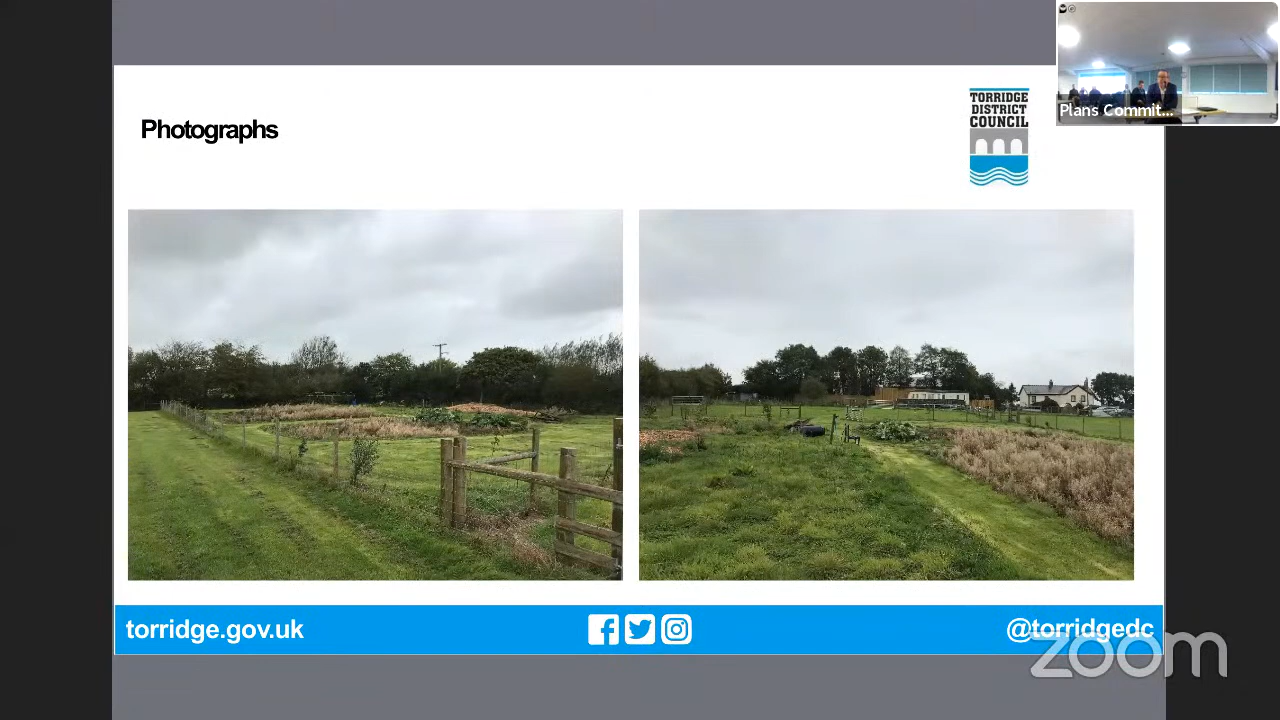 Photographs
TORRIDGE
DISTRICT
COUNCIL
Plans Commit...
torridge.gov.uk
@torridgedc
zoom